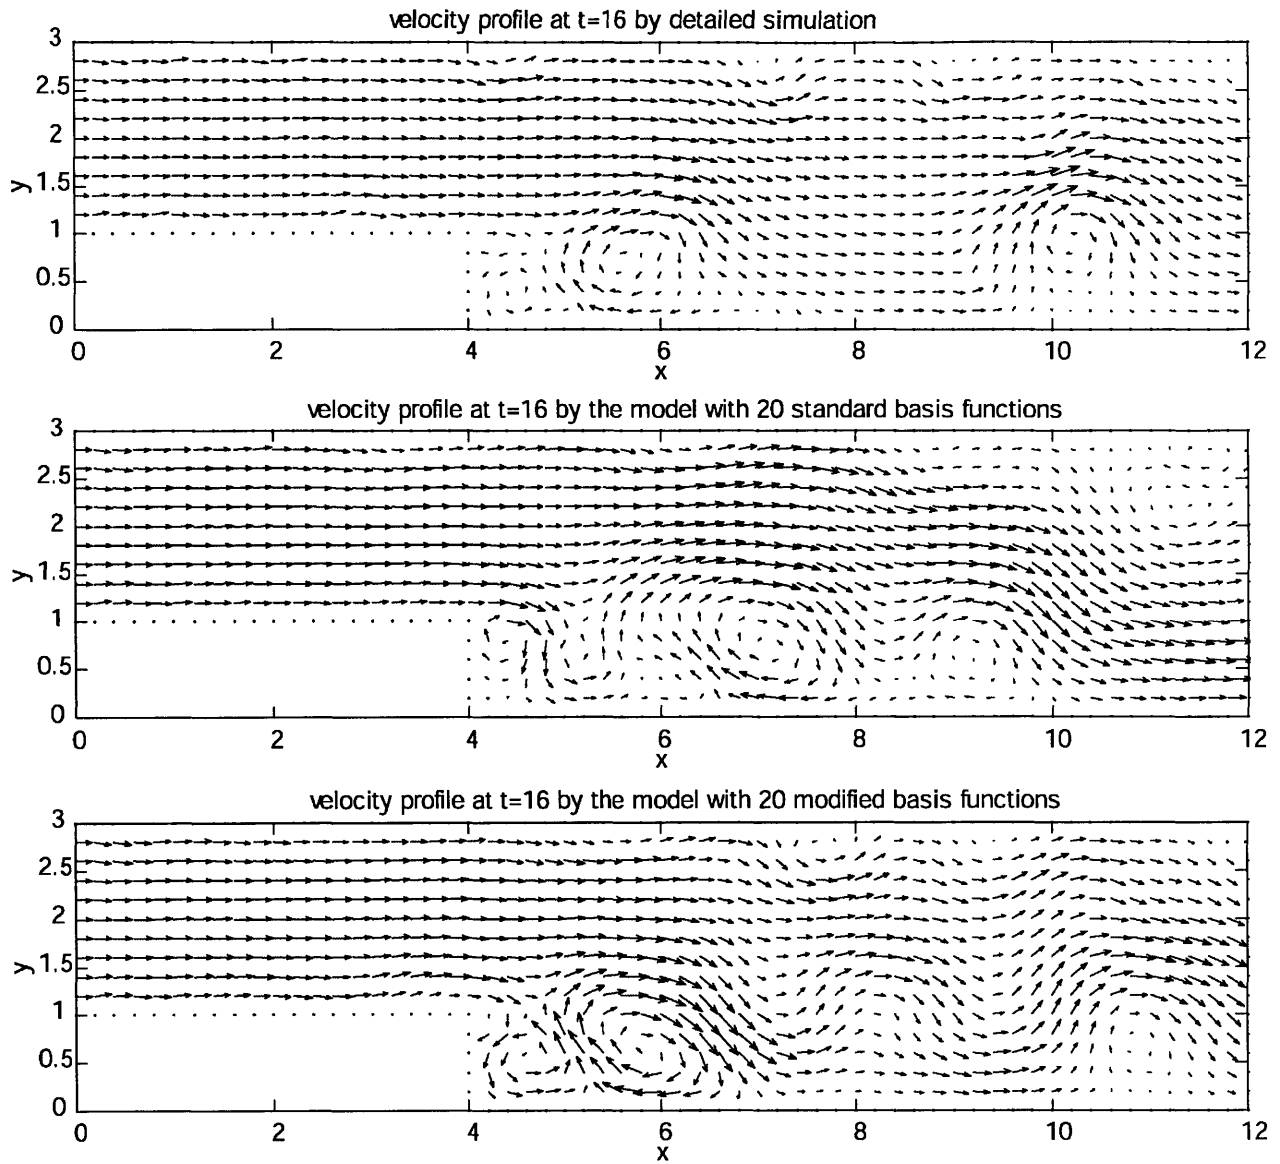 velocity profile at t=16 by detailed simulation
3
2.5
2
1.5
1
0.5
0
y
0 2 4 6 8 10 12
x
velocity profile at t=16 by the model with 20 standard basis functions
3
2.5
2
1.5
1
0.5
0
y
0 2 4 6 8 10 12
x
velocity profile at t=16 by the model with 20 modified basis functions
3
2.5
2
1.5
1
0.5
0
y
0 2 4 6 8 10 12
x